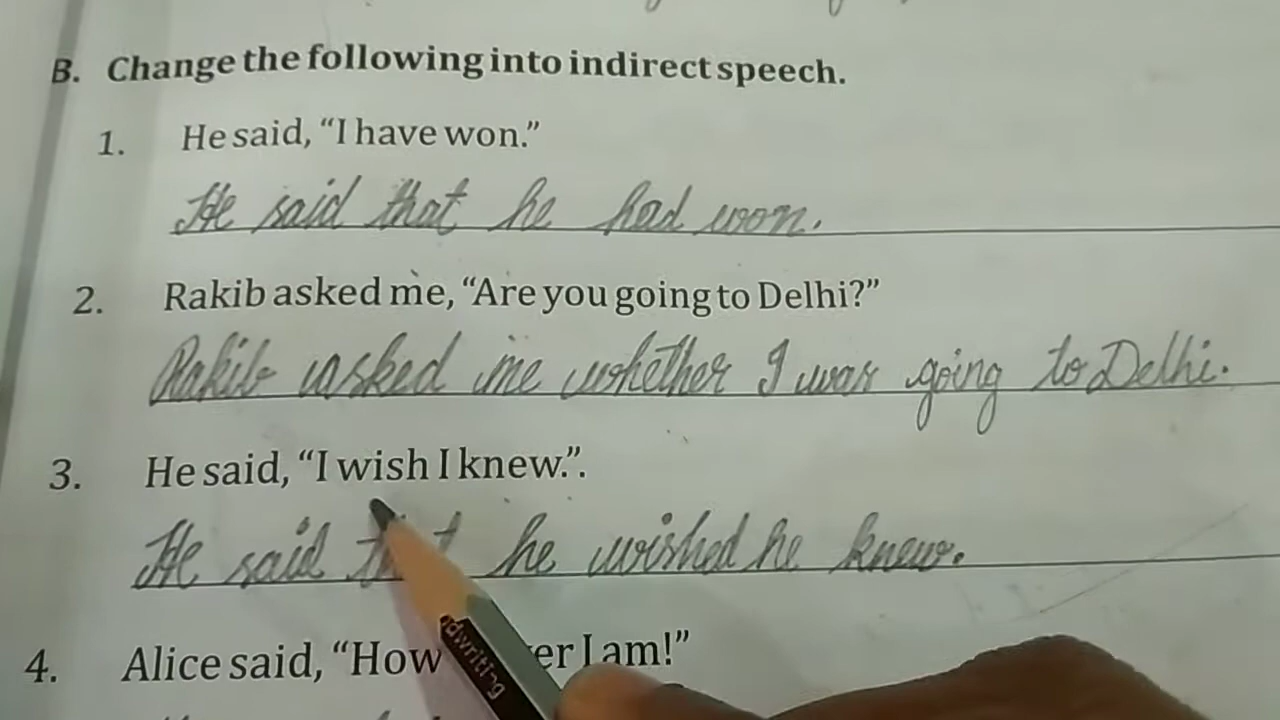 B. Change the following into indirect speech.
1. He said, “I have won.”
He said that he had won.
2. Rakib asked me, “Are you going to Delhi?”
Rakib asked me whether I was going to Delhi.
3. He said, “I wish I knew.”.
He said he wished he knew.
4. Alice said, “How I am!”